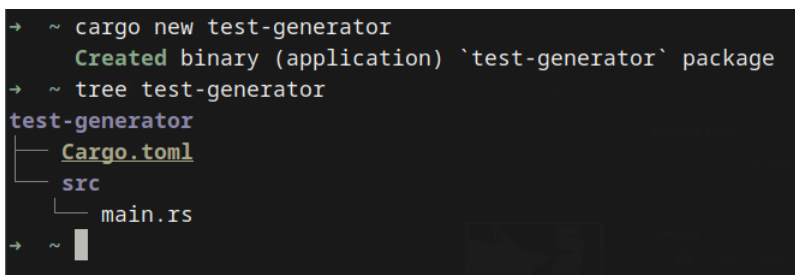 →  ~ cargo new test-generator
     Created binary (application) `test-generator` package
→  ~ tree test-generator
test-generator
├── Cargo.toml
└── src
    └── main.rs
→  ~